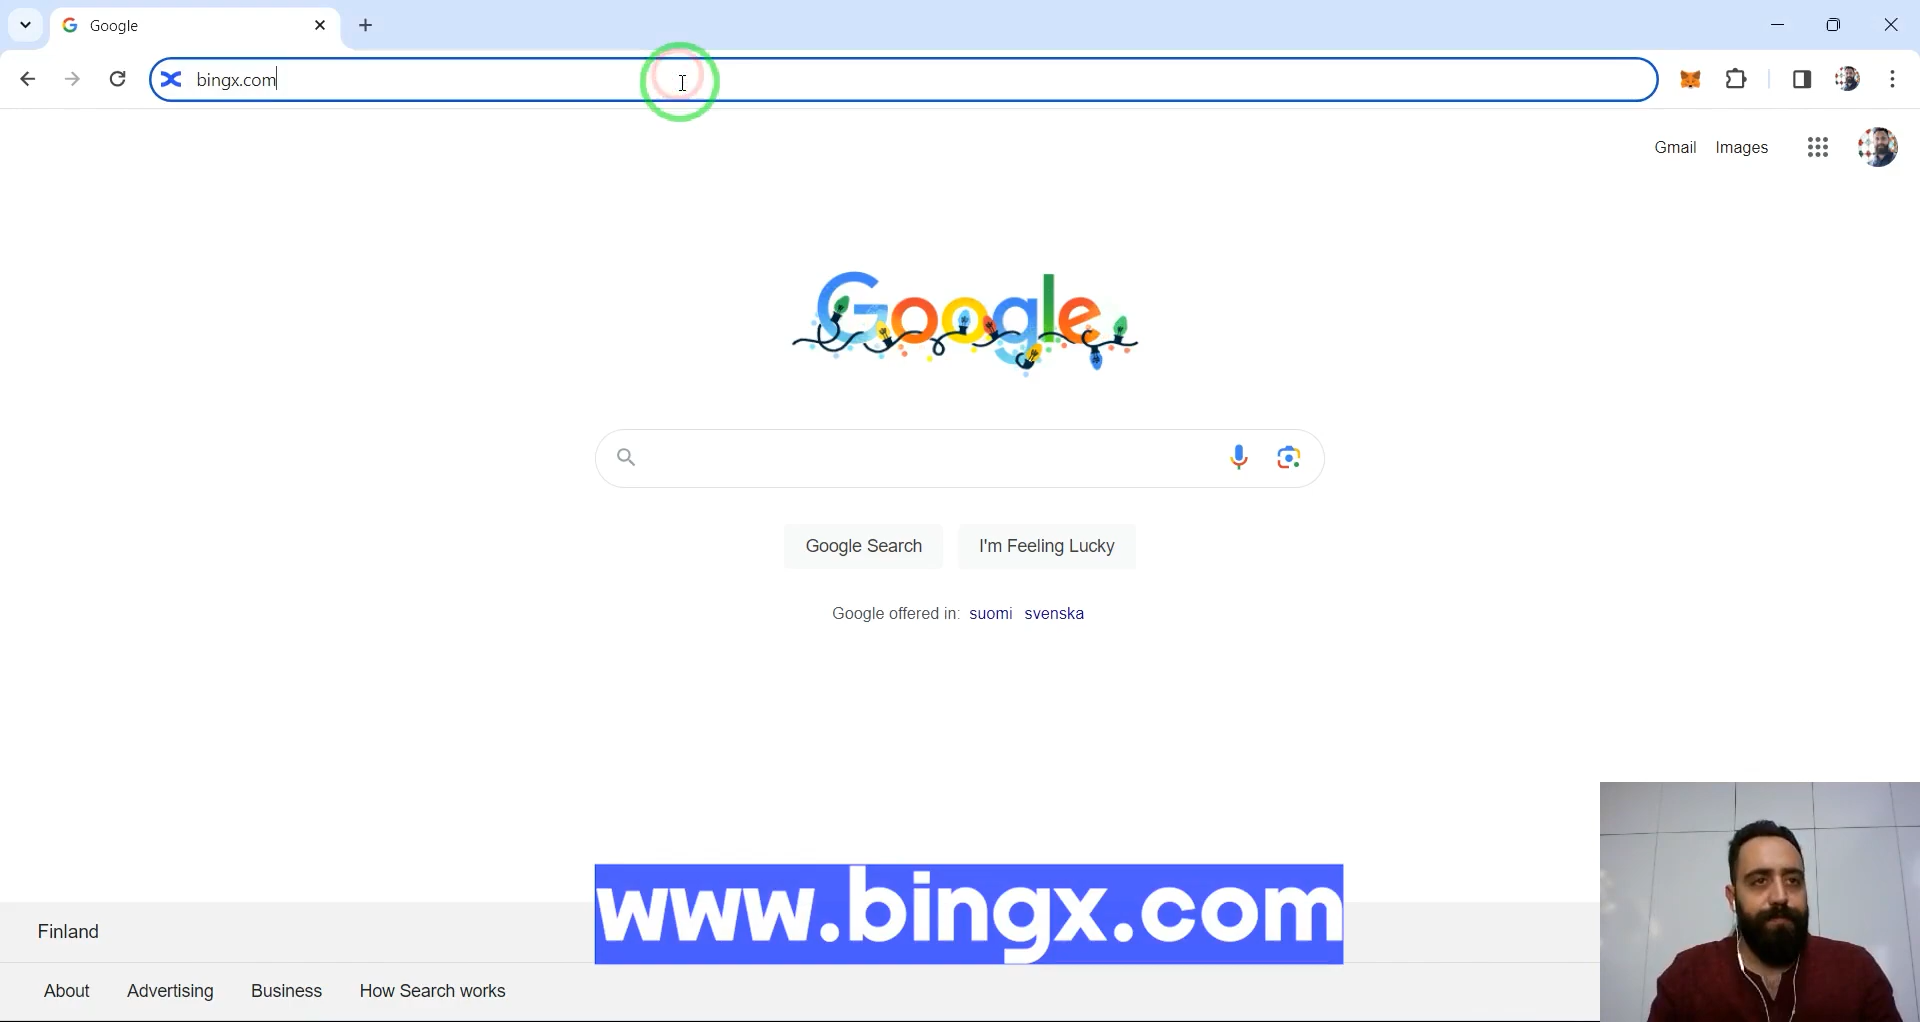 Google
bingx.com
Gmail Images
Google
Google Search I'm Feeling Lucky
Google offered in: suomi svenska
www.bingx.com
Finland
About Advertising Business How Search works